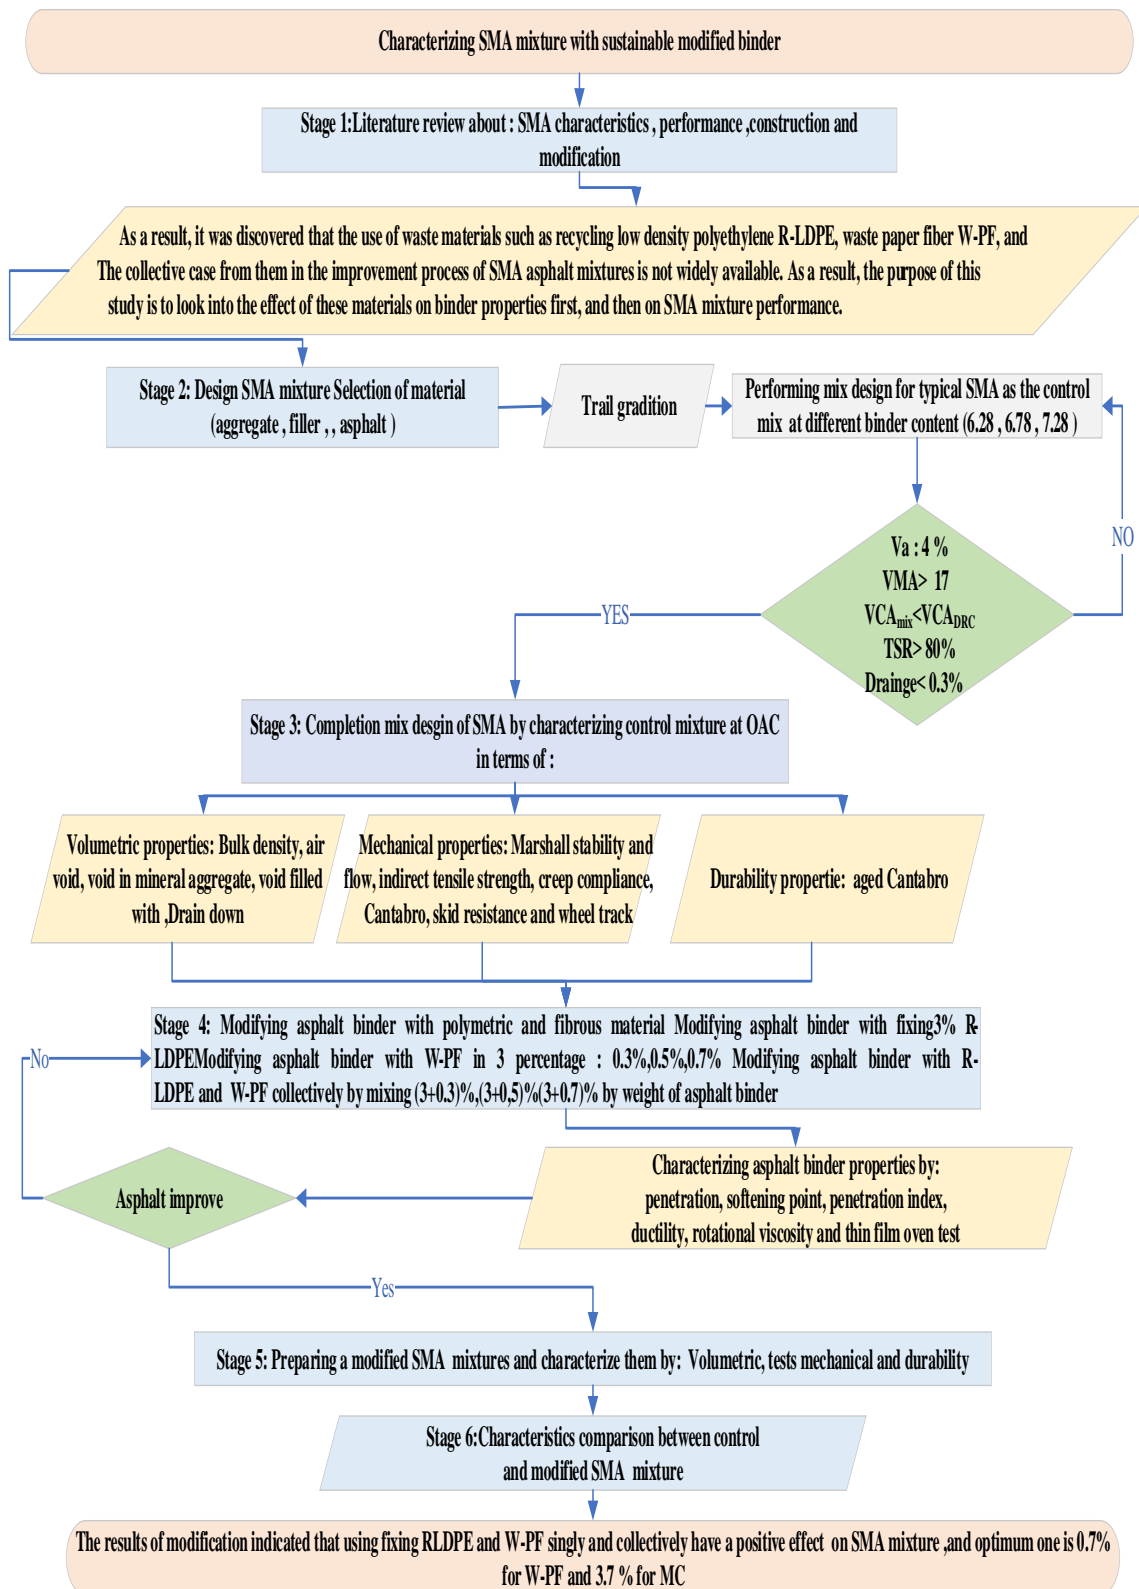 Characterizing SMA mixture with sustainable modified binder
Stage 1:Literature review about : SMA characteristics , performance ,construction and
modification
As a result, it was discovered that the use of waste materials such as recycling low density polyethylene R-LDPE, waste paper fiber W-PF, and
The collective case from them in the improvement process of SMA asphalt mixtures is not widely available. As a result, the purpose of this
study is to look into the effect of these materials on binder properties first, and then on SMA mixture performance.
Stage 2: Design SMA mixture Selection of material
(aggregate , filler , , asphalt )
Trail gradition
Performing mix design for typical SMA as the control
mix at different binder content (6.28 , 6.78 , 7.28 )
Va : 4 %
VMA> 17
VCAmix<VCADRC
TSR> 80%
Drainge< 0.3%
NO
YES
Stage 3: Completion mix desgin of SMA by characterizing control mixture at OAC
in terms of :
Volumetric properties: Bulk density, air
void, void in mineral aggregate, void filled
with ,Drain down
Mechanical properties: Marshall stability and
flow, indirect tensile strength, creep compliance,
Cantabro, skid resistance and wheel track
Durability propertie: aged Cantabro
Stage 4: Modifying asphalt binder with polymetric and fibrous material Modifying asphalt binder with fixing3% R-
LDPEModifying asphalt binder with W-PF in 3 percentage : 0.3%,0.5%,0.7% Modifying asphalt binder with R-
LDPE and W-PF collectively by mixing (3+0.3)%,(3+0,5)%(3+0.7)% by weight of asphalt binder
No
Characterizing asphalt binder properties by:
penetration, softening point, penetration index,
ductility, rotational viscosity and thin film oven test
Asphalt improve
Yes
Stage 5: Preparing a modified SMA mixtures and characterize them by: Volumetric, tests mechanical and durability
Stage 6:Characteristics comparison between control
and modified SMA mixture
The results of modification indicated that using fixing RLDPE and W-PF singly and collectively have a positive effect on SMA mixture ,and optimum one is 0.7%
for W-PF and 3.7 % for MC